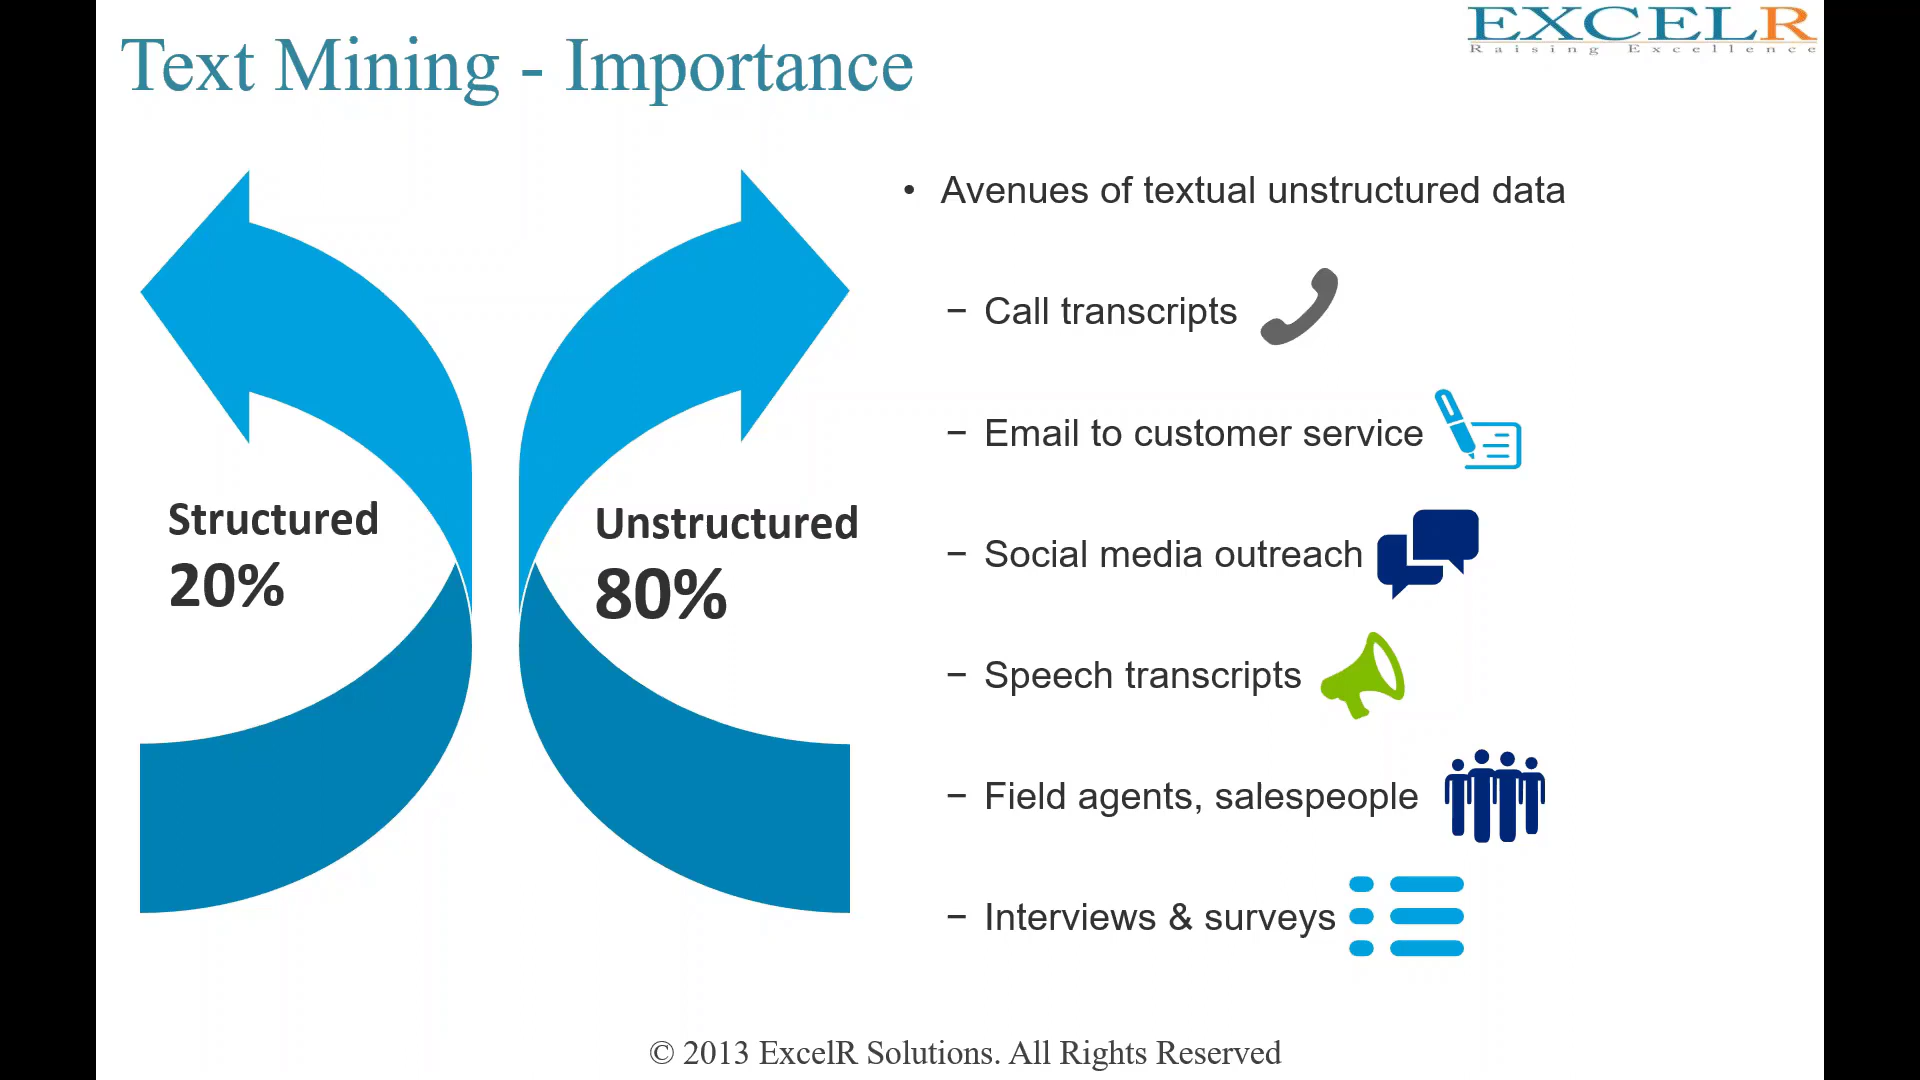 EXCELR
Raising Excellence
Text Mining - Importance
Structured
20%
Unstructured
80%
• Avenues of textual unstructured data
– Call transcripts
– Email to customer service
– Social media outreach
– Speech transcripts
– Field agents, salespeople
– Interviews & surveys
© 2013 ExcelR Solutions. All Rights Reserved